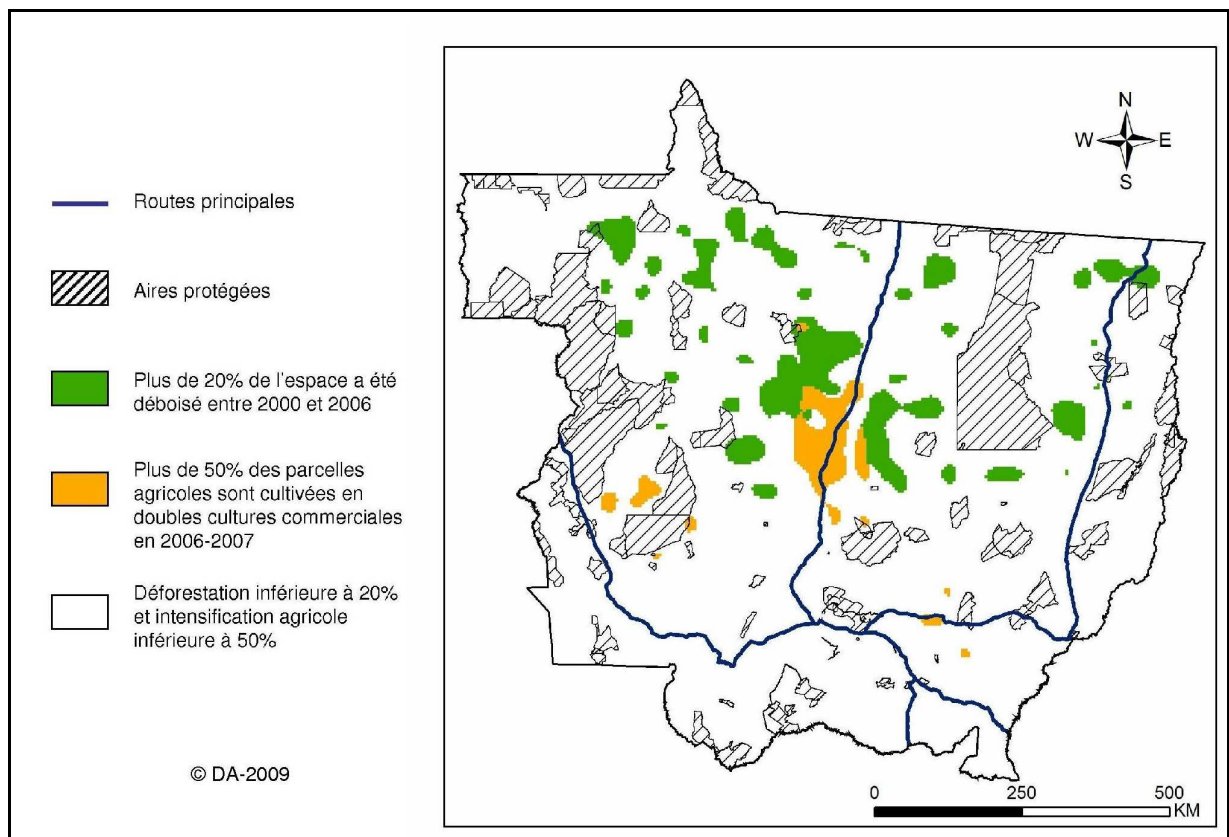 Routes principales
Aires protégées
Plus de 20% de l'espace a été
déboisé entre 2000 et 2006
Plus de 50% des parcelles
agricoles sont cultivées en
doubles cultures commerciales
en 2006-2007
Déforestation inférieure à 20%
et intensification agricole
inférieure à 50%
© DA-2009
N
W E
S
0 250 500
KM